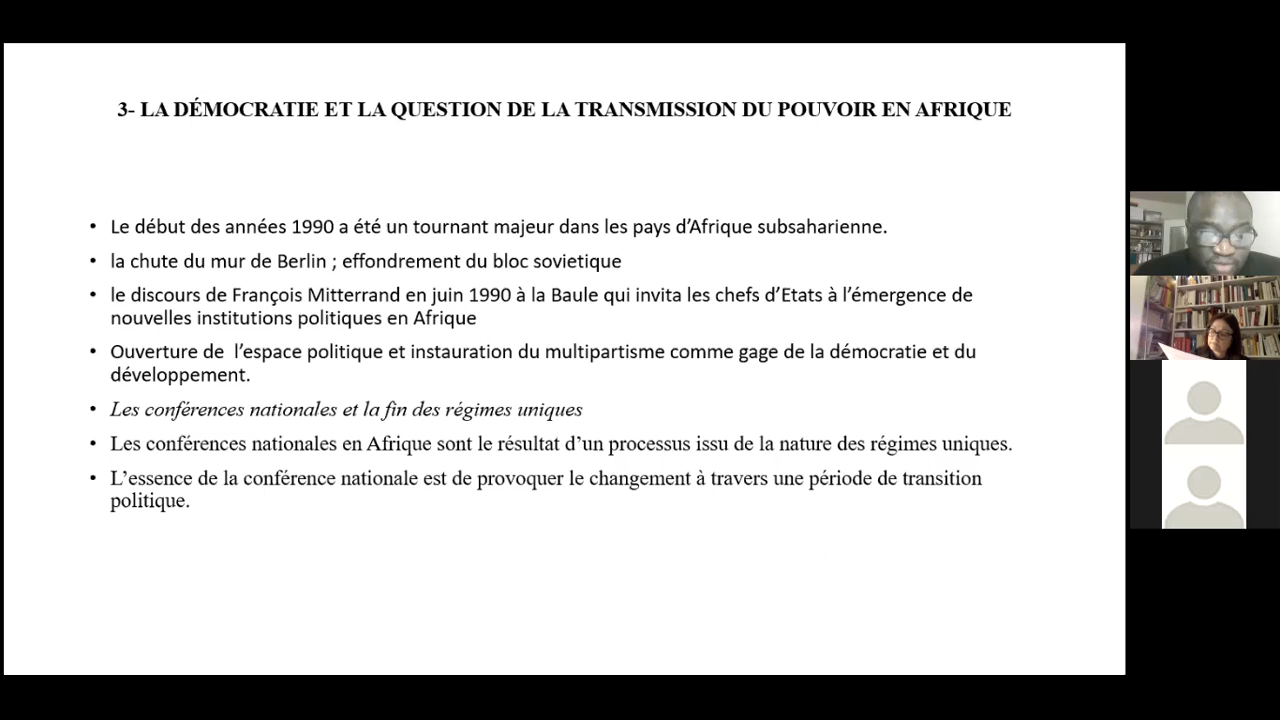 3- LA DÉMOCRATIE ET LA QUESTION DE LA TRANSMISSION DU POUVOIR EN AFRIQUE
• Le début des années 1990 a été un tournant majeur dans les pays d’Afrique subsaharienne.
• la chute du mur de Berlin ; effondrement du bloc sovietique
• le discours de François Mitterrand en juin 1990 à la Baule qui invita les chefs d’Etats à l’émergence de
nouvelles institutions politiques en Afrique
• Ouverture de  l’espace politique et instauration du multipartisme comme gage de la démocratie et du
développement.
• Les conférences nationales et la fin des régimes uniques
• Les conférences nationales en Afrique sont le résultat d’un processus issu de la nature des régimes uniques.
• L’essence de la conférence nationale est de provoquer le changement à travers une période de transition
politique.